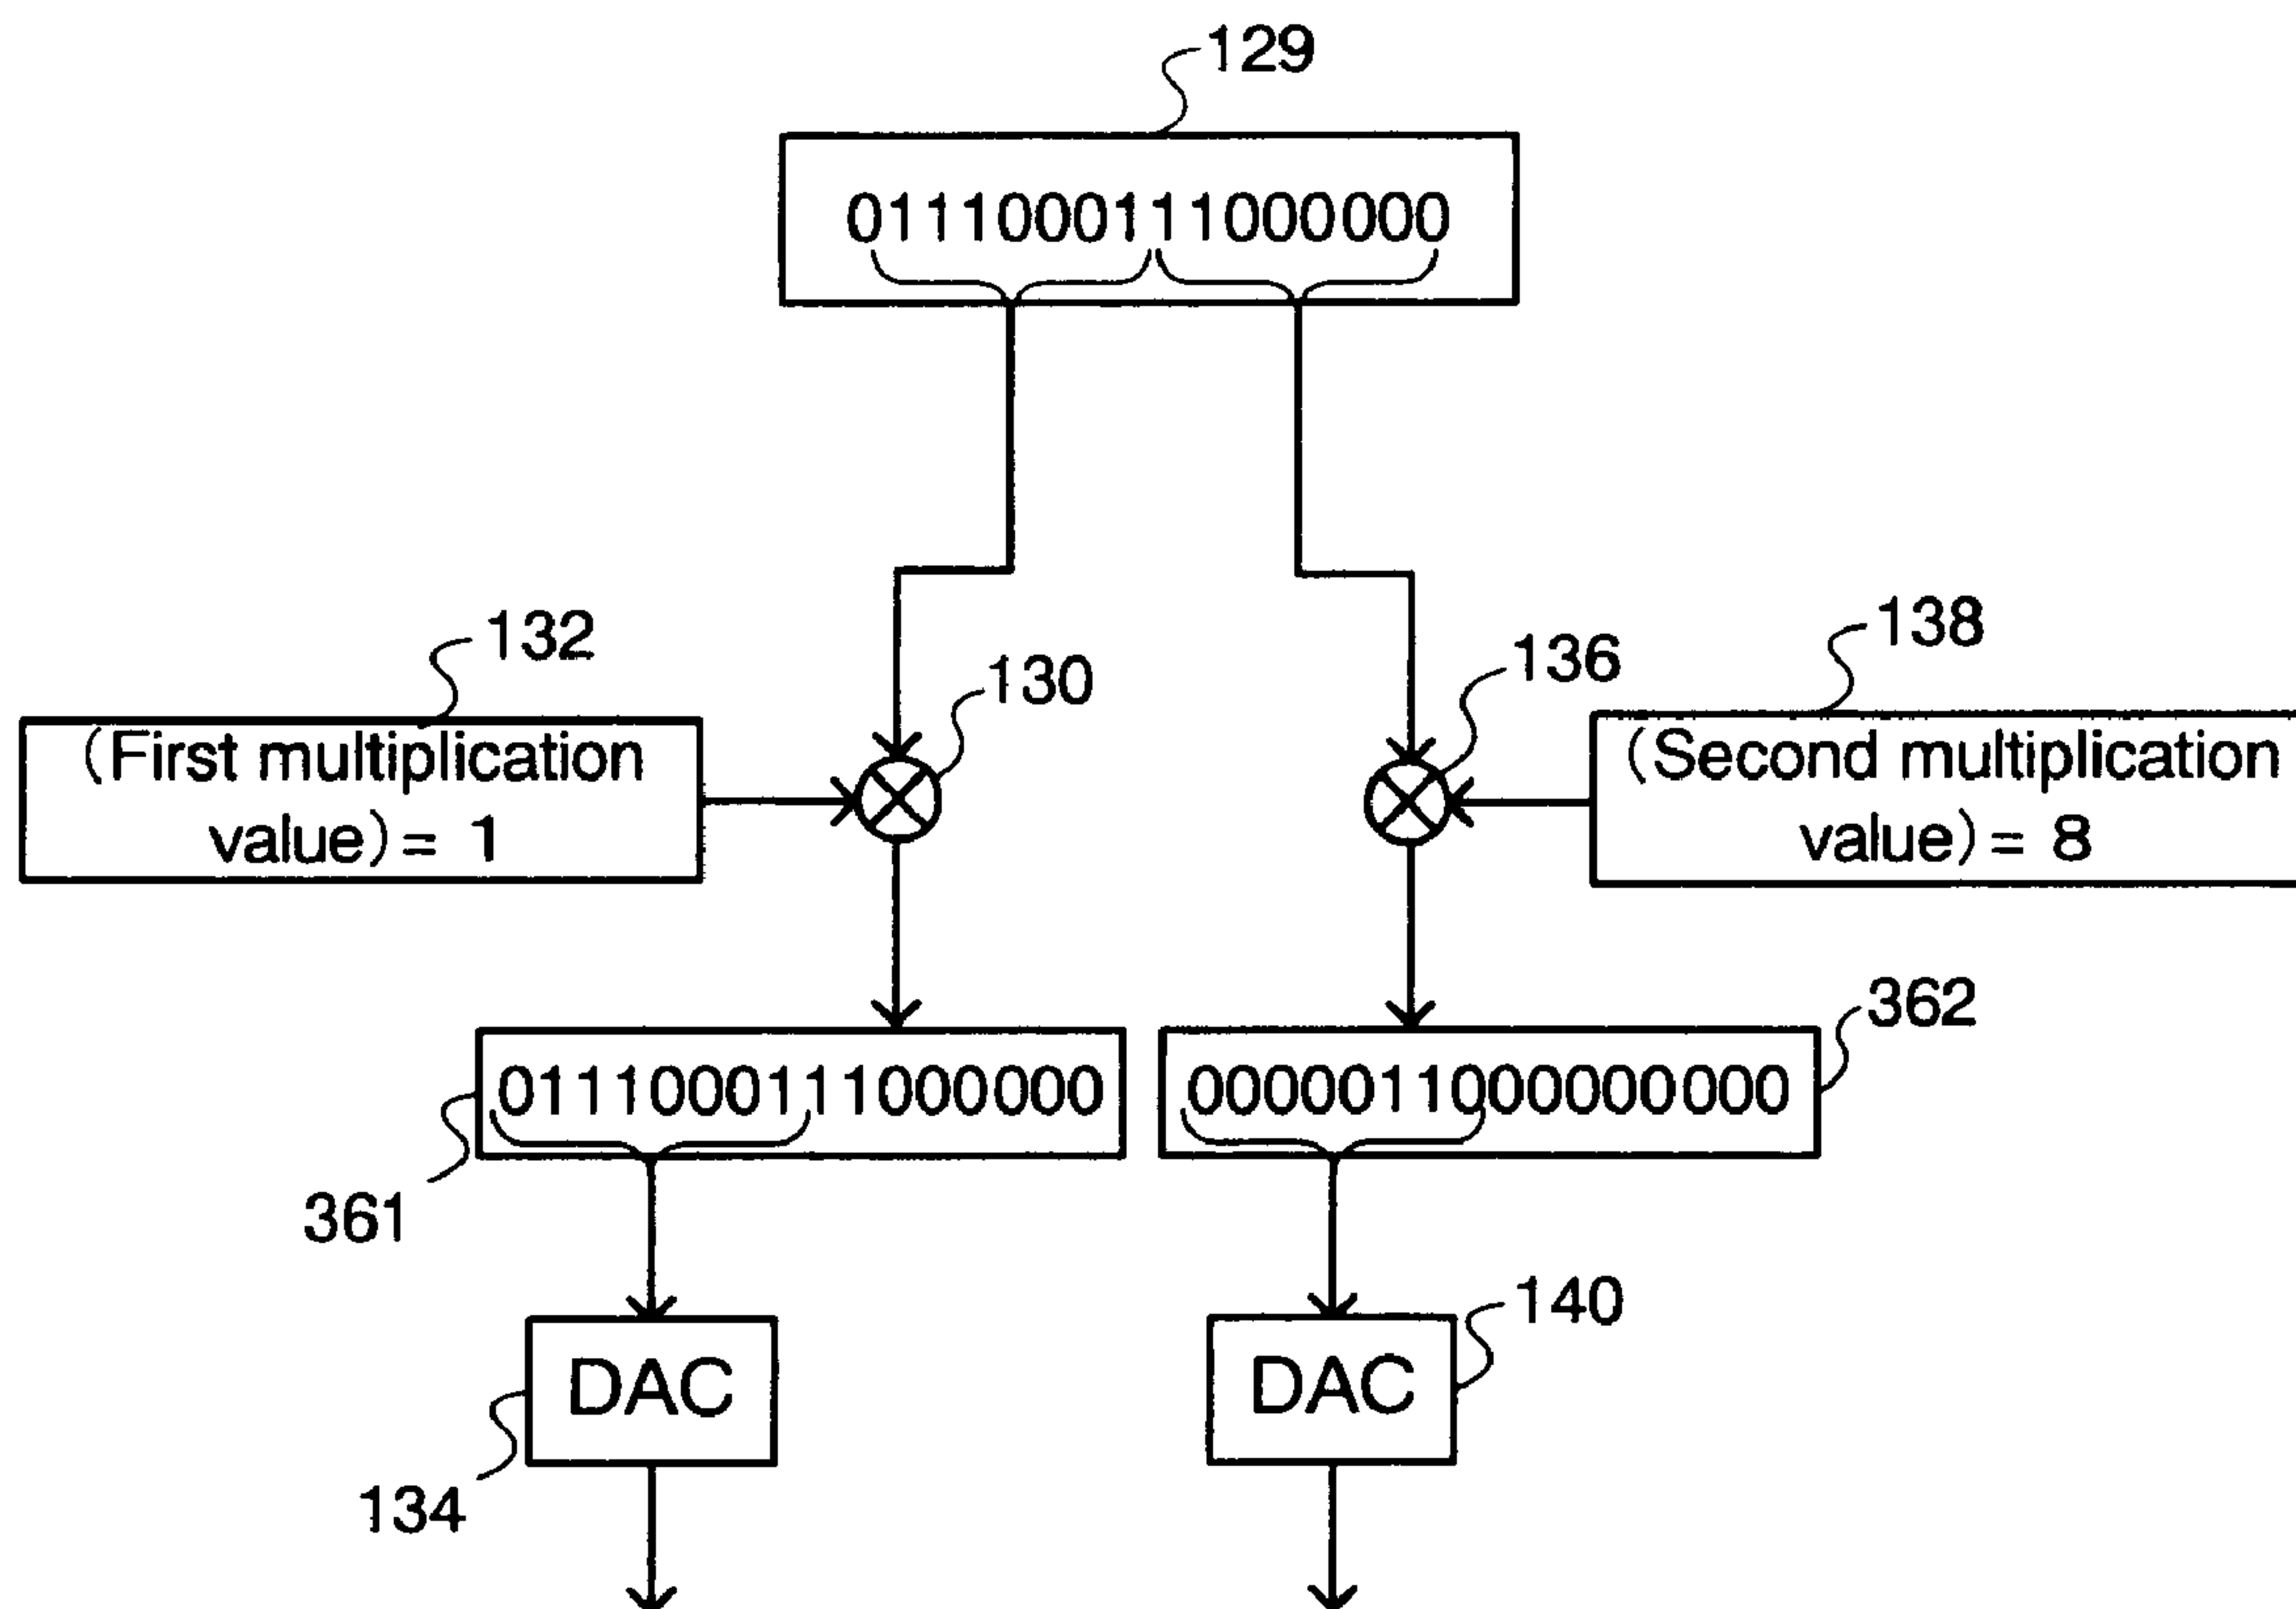 129
0111000111000000
132
130
136
138
(First multiplication
value) = 1
(Second multiplication
value) = 8
362
0111000111000000
0000011000000000
361
140
DAC
DAC
134